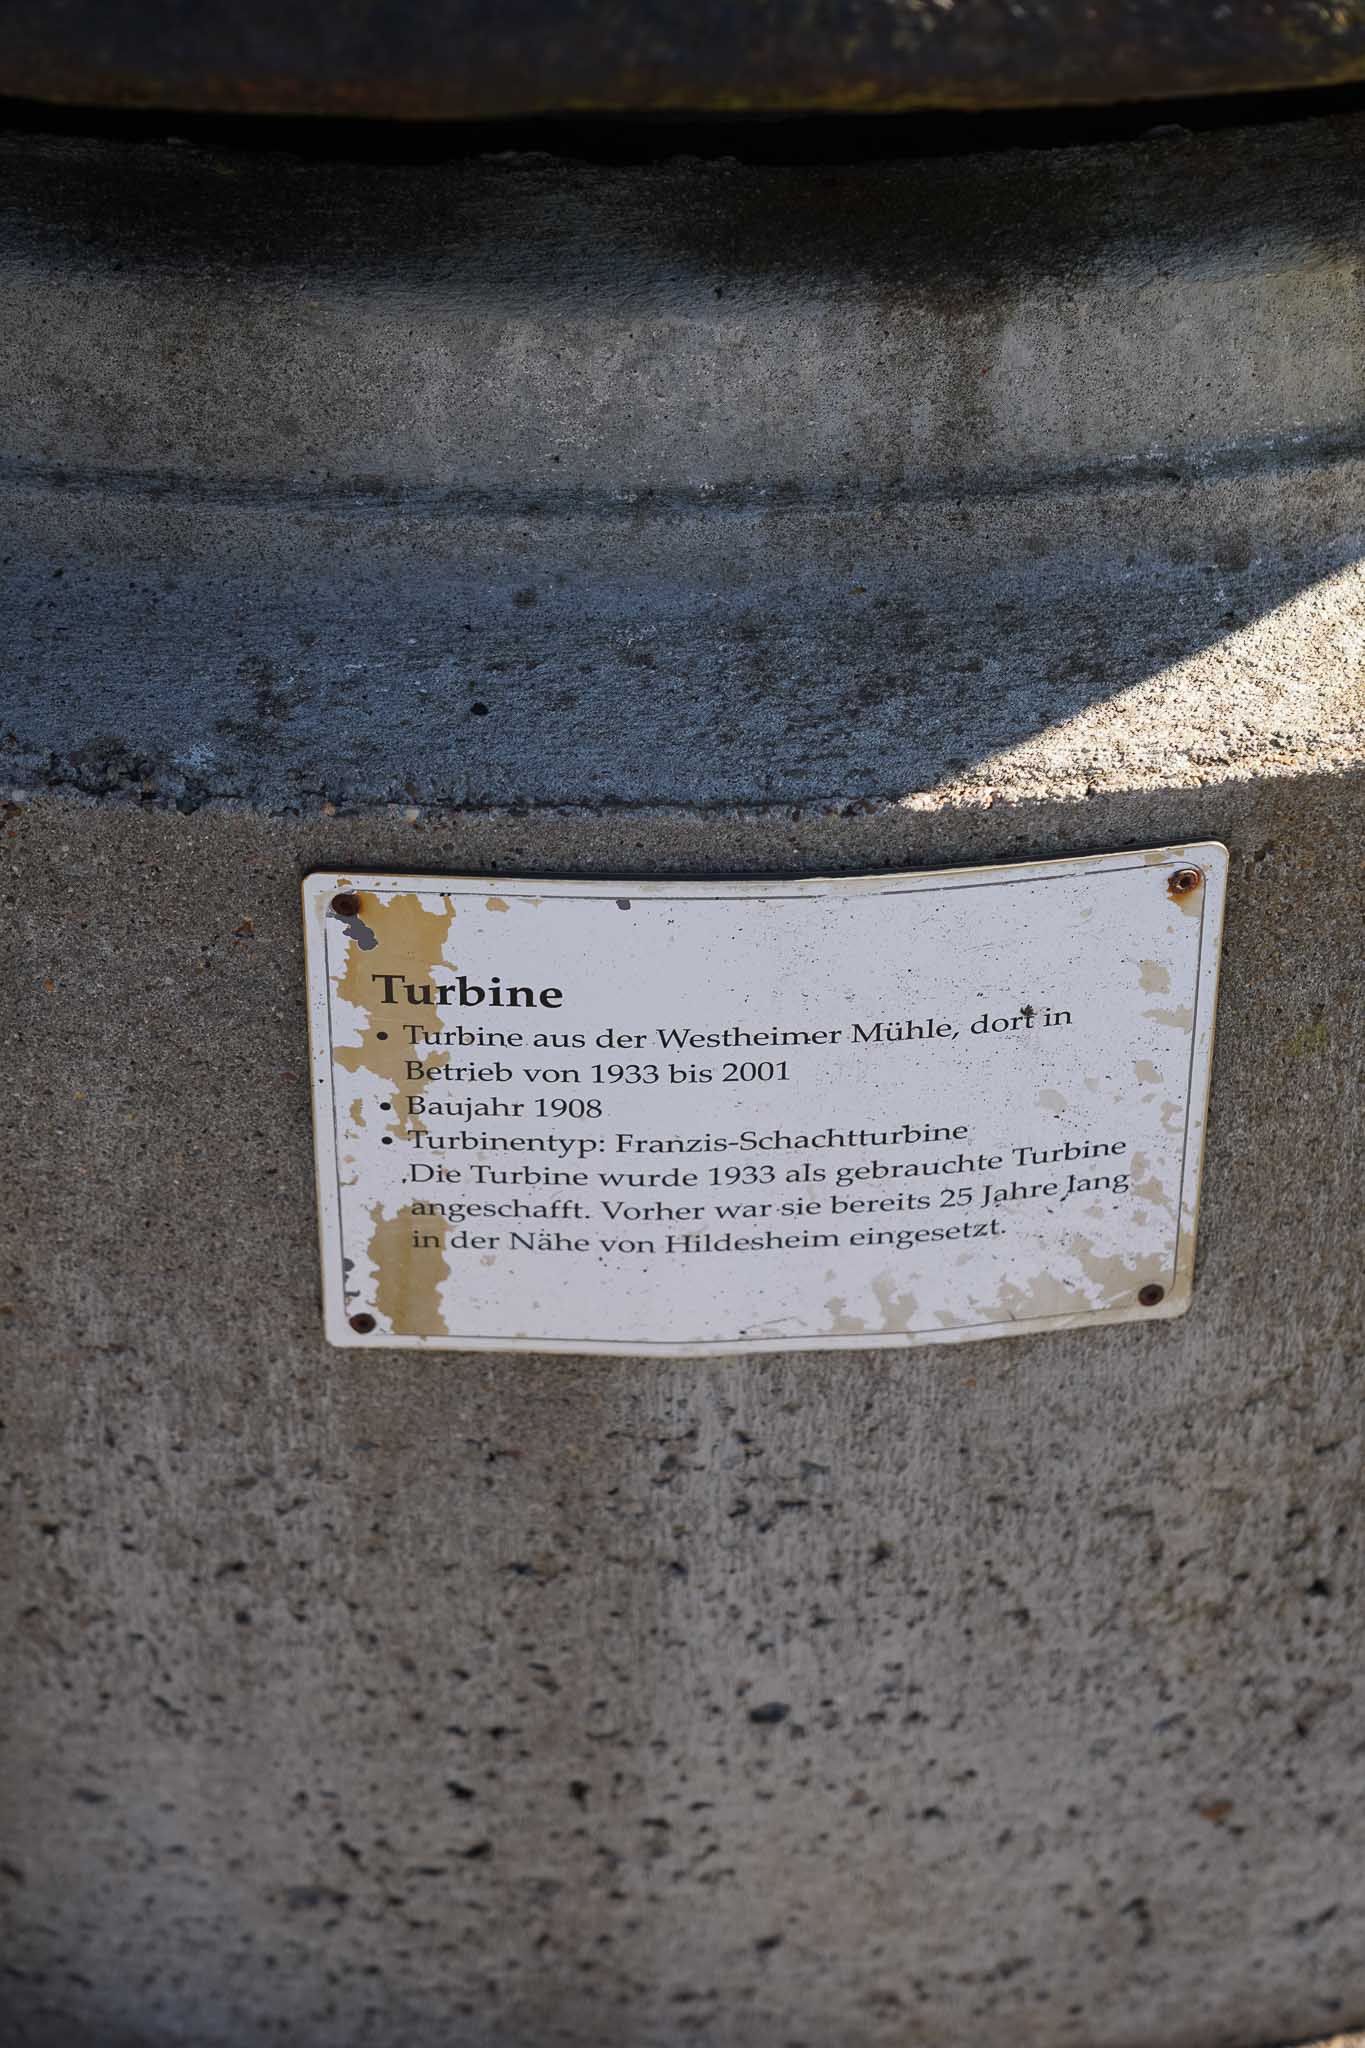 Turbine
• Turbine aus der Westheimer Mühle, dort in
Betrieb von 1933 bis 2001
• Baujahr 1908
• Turbinentyp: Franzis-Schachtturbine
Die Turbine wurde 1933 als gebrauchte Turbine
angeschafft. Vorher war sie bereits 25 Jahre lang
in der Nähe von Hildesheim eingesetzt.